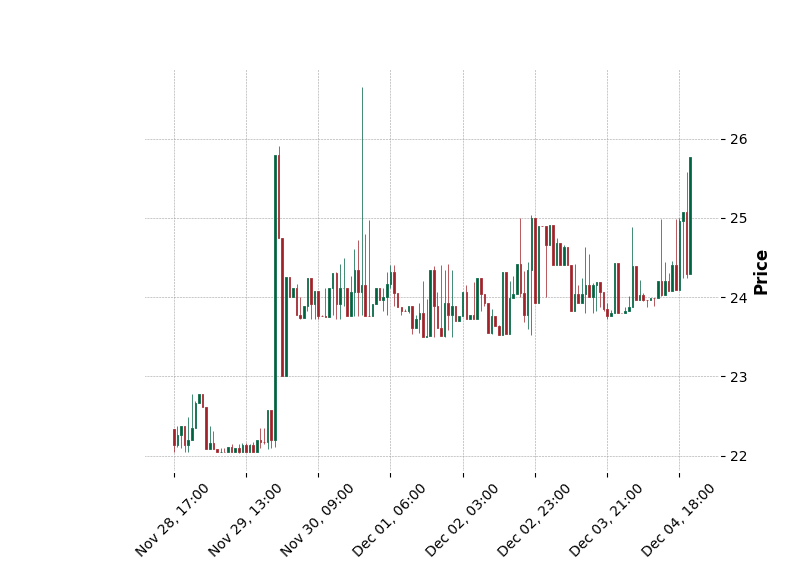 26
25
24
23
22
Price
Nov 28, 17:00
Nov 29, 13:00
Nov 30, 09:00
Dec 01, 06:00
Dec 02, 03:00
Dec 02, 23:00
Dec 03, 21:00
Dec 04, 18:00